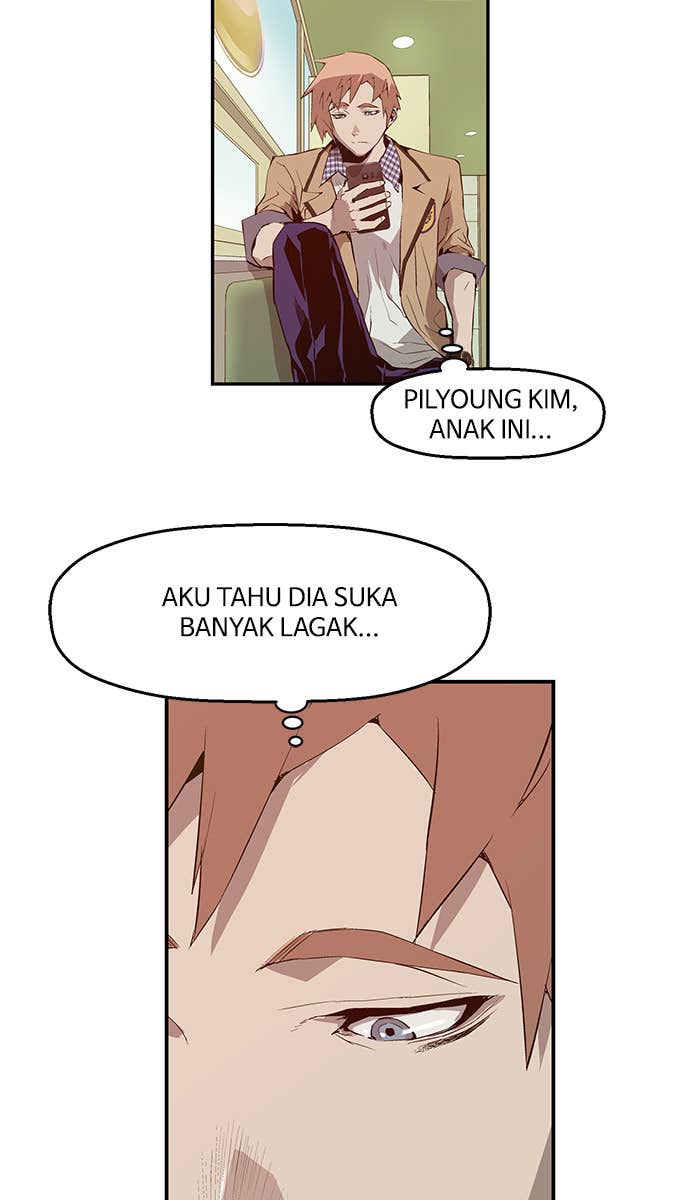 PILYOUNG KIM,
ANAK INI...
AKU TAHU DIA SUKA
BANYAK LAGAK...